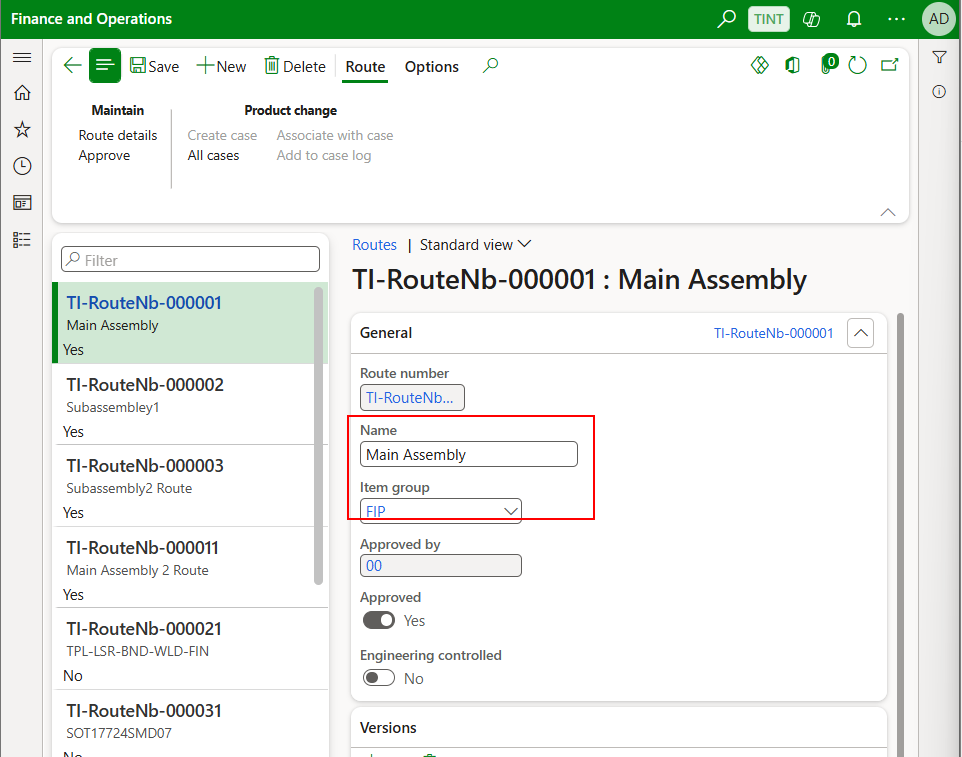 Finance and Operations
TINT
AD
Save
New
Delete
Route
Options
0
Maintain
Route details
Approve
Product change
Create case
Associate with case
All cases
Add to case log
Filter
TI-RouteNb-000001
Main Assembly
Yes
TI-RouteNb-000002
Subassembley1
Yes
TI-RouteNb-000003
Subassembly2 Route
Yes
TI-RouteNb-000011
Main Assembly 2 Route
Yes
TI-RouteNb-000021
TPL-LSR-BND-WLD-FIN
No
TI-RouteNb-000031
SOT17724SMD07
No
Routes | Standard view
TI-RouteNb-000001 : Main Assembly
General
TI-RouteNb-000001
Route number
TI-RouteNb...
Name
Main Assembly
Item group
FIP
Approved by
00
Approved
Yes
Engineering controlled
No
Versions